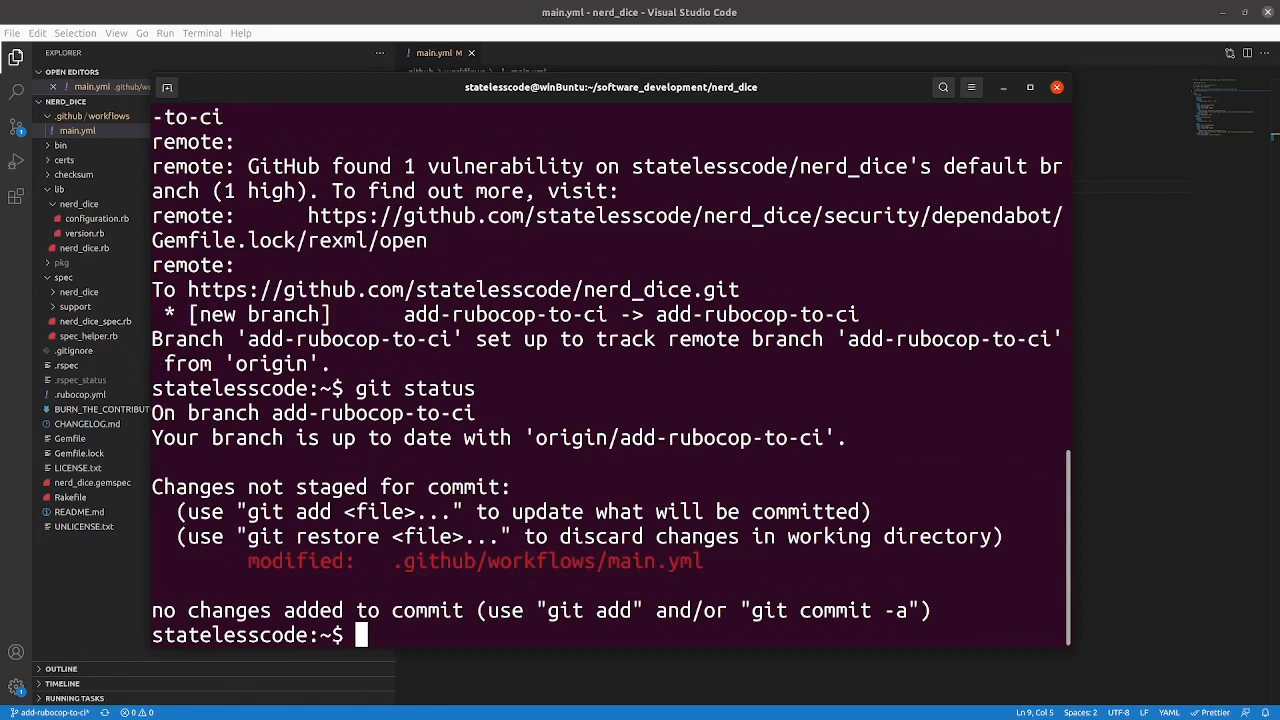 main.yml - nerd_dice - Visual Studio Code
File Edit Selection View Go Run Terminal Help
EXPLORER
main.yml M
OPEN EDITORS
main.yml .github/wo
NERD_DICE
.github / workflows
main.yml
bin
certs
checksum
lib
nerd_dice
configuration.rb
version.rb
nerd_dice.rb
pkg
spec
nerd_dice
support
nerd_dice_spec.rb
spec_helper.rb
.gitignore
.rspec
.rspec_status
.rubocop.yml
BURN_THE_CONTRIBUT
CHANGELOG.md
Gemfile
Gemfile.lock
LICENSE.txt
nerd_dice.gemspec
Rakefile
README.md
UNLICENSE.txt
OUTLINE
TIMELINE
RUNNING TASKS
statelesscode@winBuntu:~/software_development/nerd_dice
-to-ci
remote:
remote: GitHub found 1 vulnerability on statelesscode/nerd_dice's default br
anch (1 high). To find out more, visit:
remote:      https://github.com/statelesscode/nerd_dice/security/dependabot/
Gemfile.lock/rexml/open
remote:
To https://github.com/statelesscode/nerd_dice.git
 * [new branch]      add-rubocop-to-ci -> add-rubocop-to-ci
Branch 'add-rubocop-to-ci' set up to track remote branch 'add-rubocop-to-ci'
 from 'origin'.
statelesscode:~$ git status
On branch add-rubocop-to-ci
Your branch is up to date with 'origin/add-rubocop-to-ci'.
Changes not staged for commit:
  (use "git add <file>..." to update what will be committed)
  (use "git restore <file>..." to discard changes in working directory)
        modified:   .github/workflows/main.yml
no changes added to commit (use "git add" and/or "git commit -a")
statelesscode:~$
add-rubocop-to-ci* 0 0 Ln 9, Col 5 Spaces: 2 UTF-8 LF YAML Prettier